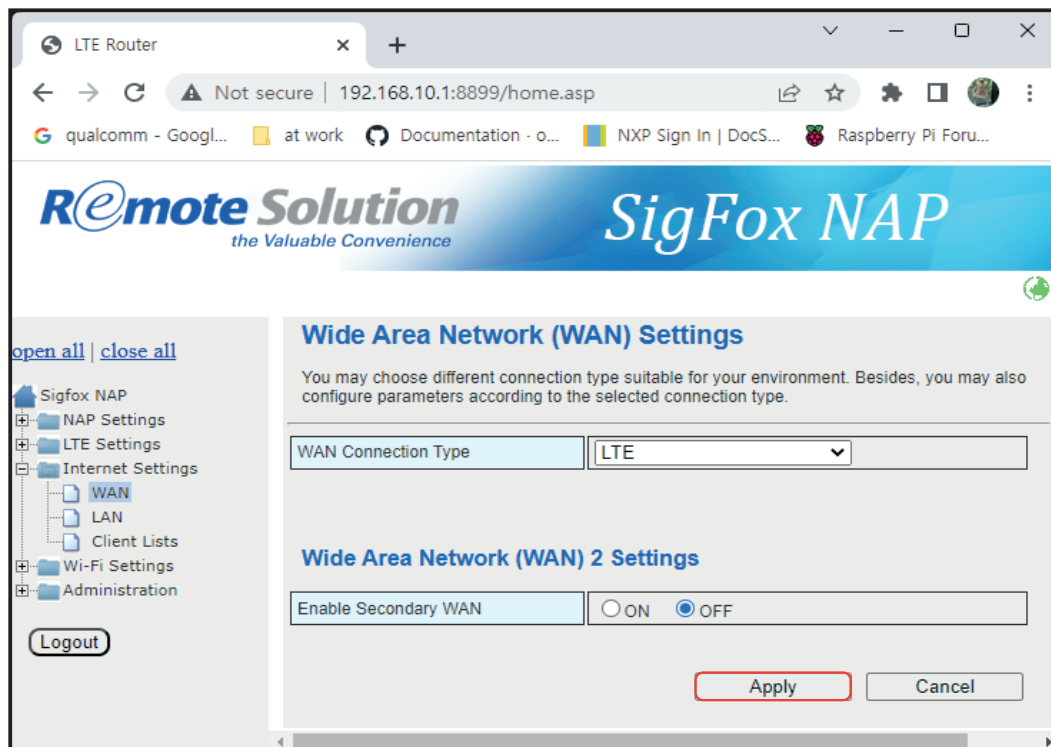 LTE Router
Not secure | 192.168.10.1:8899/home.asp
qualcomm - Googl... at work Documentation · o... NXP Sign In | DocS... Raspberry Pi Foru...
Remote Solution
the Valuable Convenience
SigFox NAP
open all | close all
Sigfox NAP
NAP Settings
LTE Settings
Internet Settings
WAN
LAN
Client Lists
Wi-Fi Settings
Administration
Logout
Wide Area Network (WAN) Settings
You may choose different connection type suitable for your environment. Besides, you may also
configure parameters according to the selected connection type.
WAN Connection Type LTE
Wide Area Network (WAN) 2 Settings
Enable Secondary WAN ON OFF
Apply Cancel